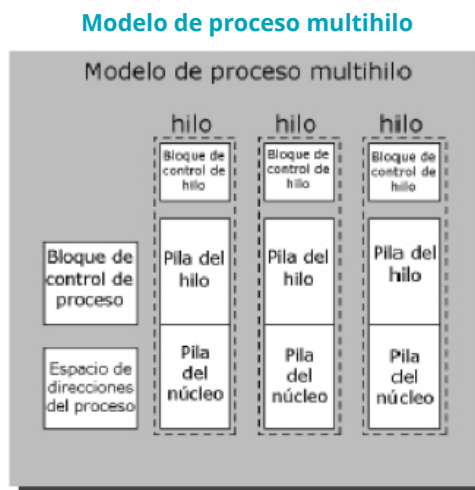 Modelo de proceso multihilo
Modelo de proceso multihilo
hilo
hilo
hilo
Bloque de
control de
hilo
Bloque de
control de
hilo
Bloque de
control de
hilo
Bloque de
control de
proceso
Pila del
hilo
Pila del
hilo
Pila del
hilo
Espacio de
direcciones
del proceso
Pila
del
núcleo
Pila
del
núcleo
Pila
del
núcleo